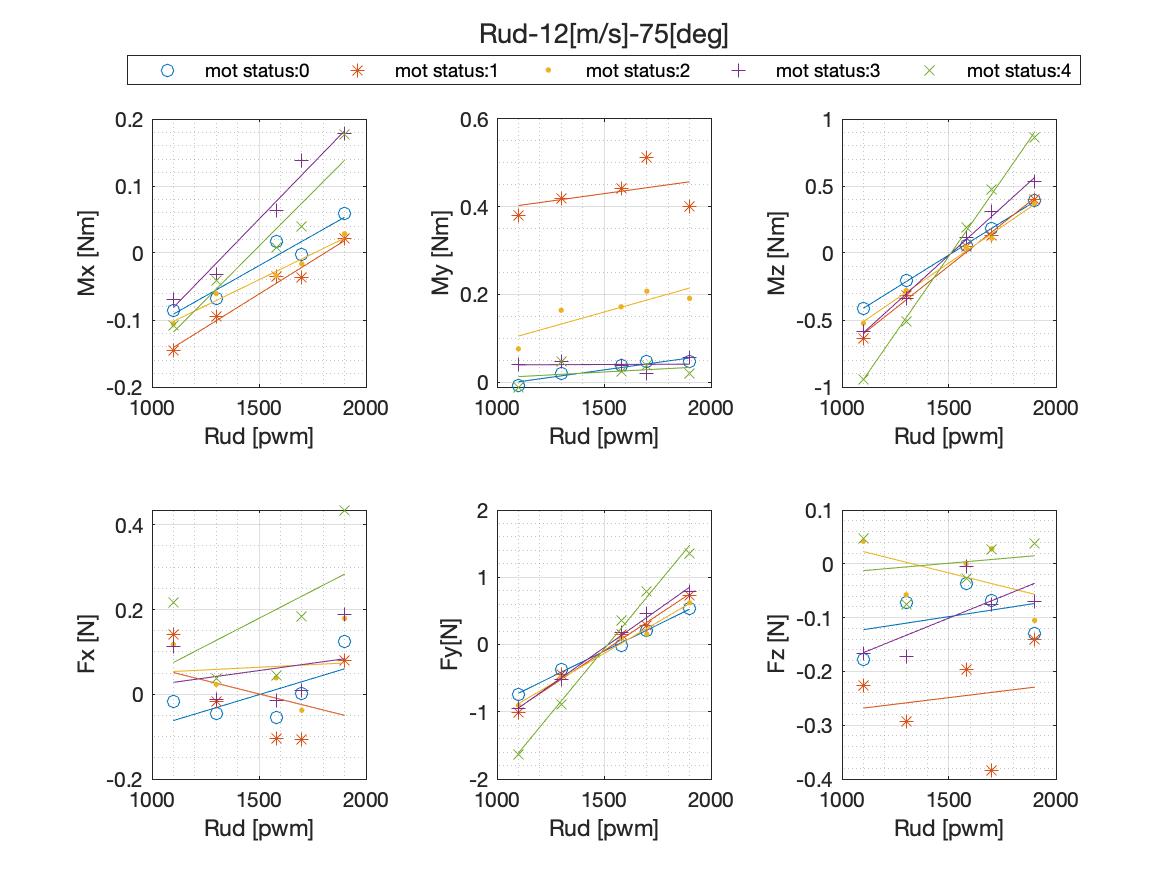 Rud-12[m/s]-75[deg]
mot status:0 mot status:1 mot status:2 mot status:3 mot status:4
0.2
0.1
0
-0.1
-0.2
Mx [Nm]
1000 1500 2000
Rud [pwm]
0.6
0.4
0.2
0
My [Nm]
1000 1500 2000
Rud [pwm]
1
0.5
0
-0.5
-1
Mz [Nm]
1000 1500 2000
Rud [pwm]
0.4
0.2
0
-0.2
Fx [N]
1000 1500 2000
Rud [pwm]
2
1
0
-1
-2
Fy[N]
1000 1500 2000
Rud [pwm]
0.1
0
-0.1
-0.2
-0.3
-0.4
Fz [N]
1000 1500 2000
Rud [pwm]